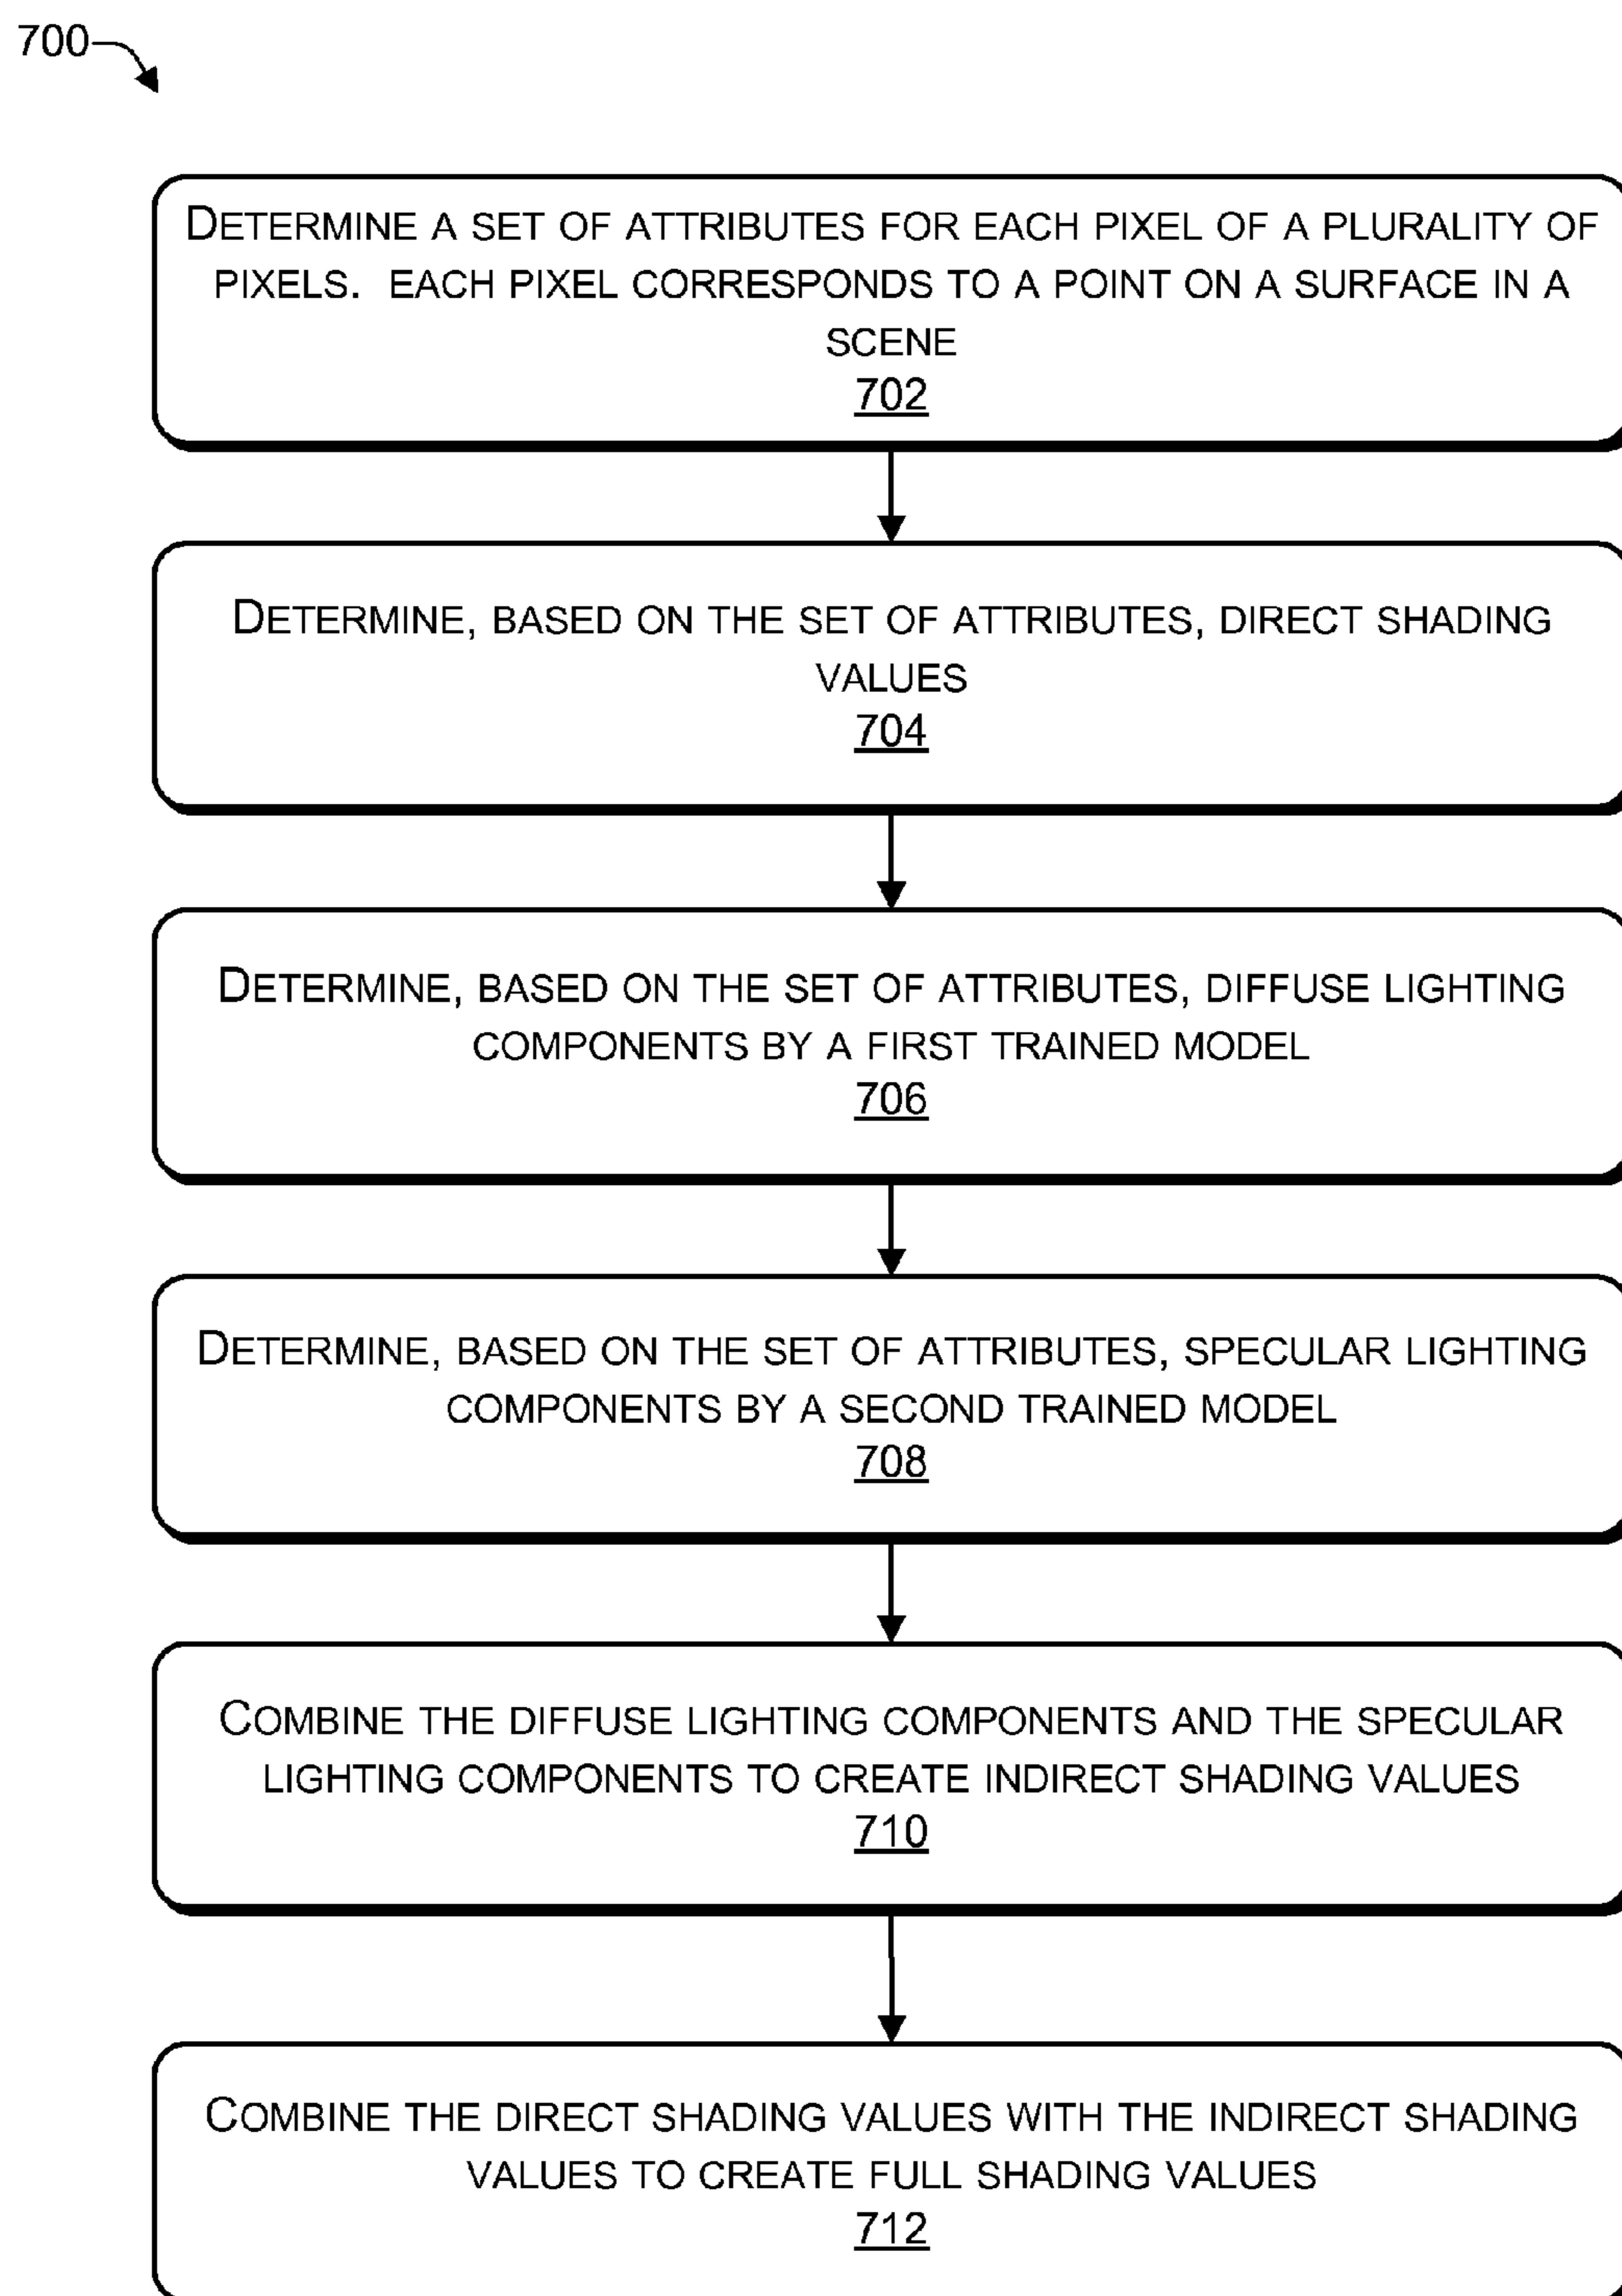 700
DETERMINE A SET OF ATTRIBUTES FOR EACH PIXEL OF A PLURALITY OF
PIXELS. EACH PIXEL CORRESPONDS TO A POINT ON A SURFACE IN A
SCENE
702
DETERMINE, BASED ON THE SET OF ATTRIBUTES, DIRECT SHADING
VALUES
704
DETERMINE, BASED ON THE SET OF ATTRIBUTES, DIFFUSE LIGHTING
COMPONENTS BY A FIRST TRAINED MODEL
706
DETERMINE, BASED ON THE SET OF ATTRIBUTES, SPECULAR LIGHTING
COMPONENTS BY A SECOND TRAINED MODEL
708
COMBINE THE DIFFUSE LIGHTING COMPONENTS AND THE SPECULAR
LIGHTING COMPONENTS TO CREATE INDIRECT SHADING VALUES
710
COMBINE THE DIRECT SHADING VALUES WITH THE INDIRECT SHADING
VALUES TO CREATE FULL SHADING VALUES
712